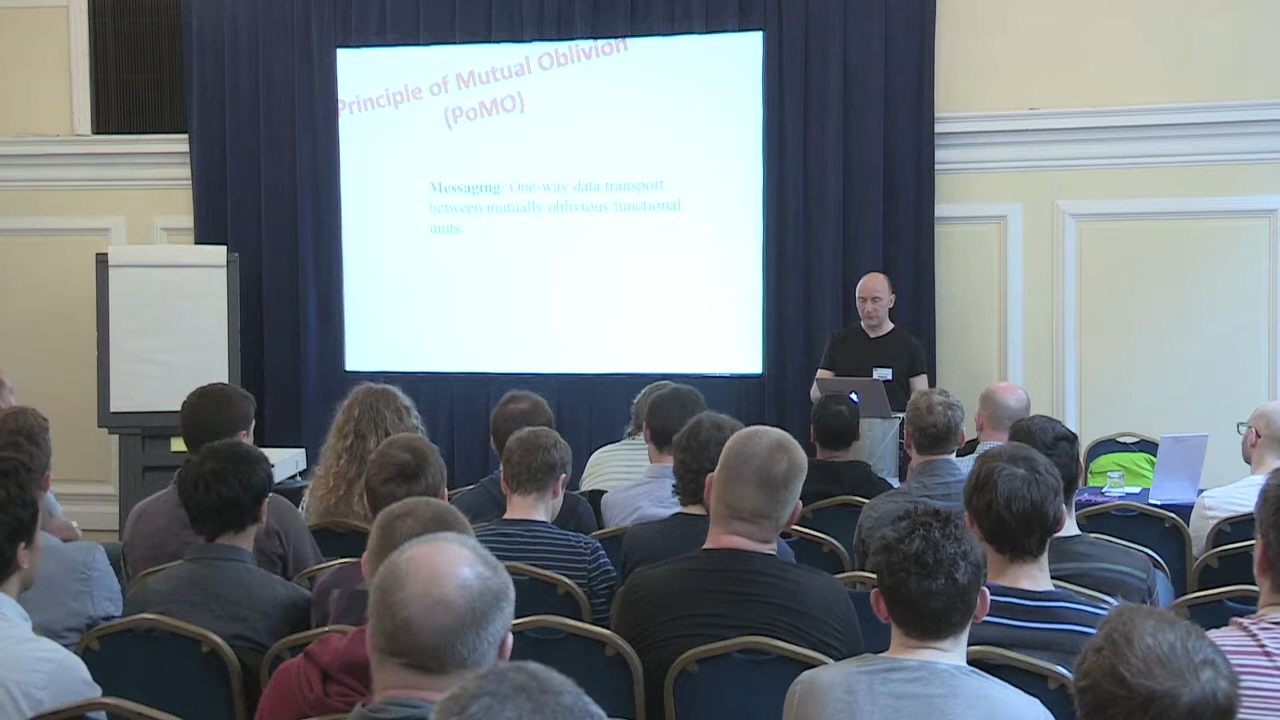 Principle of Mutual Oblivion
(PoMO)
Messaging: One-way data transport
between mutually oblivious functional
units.